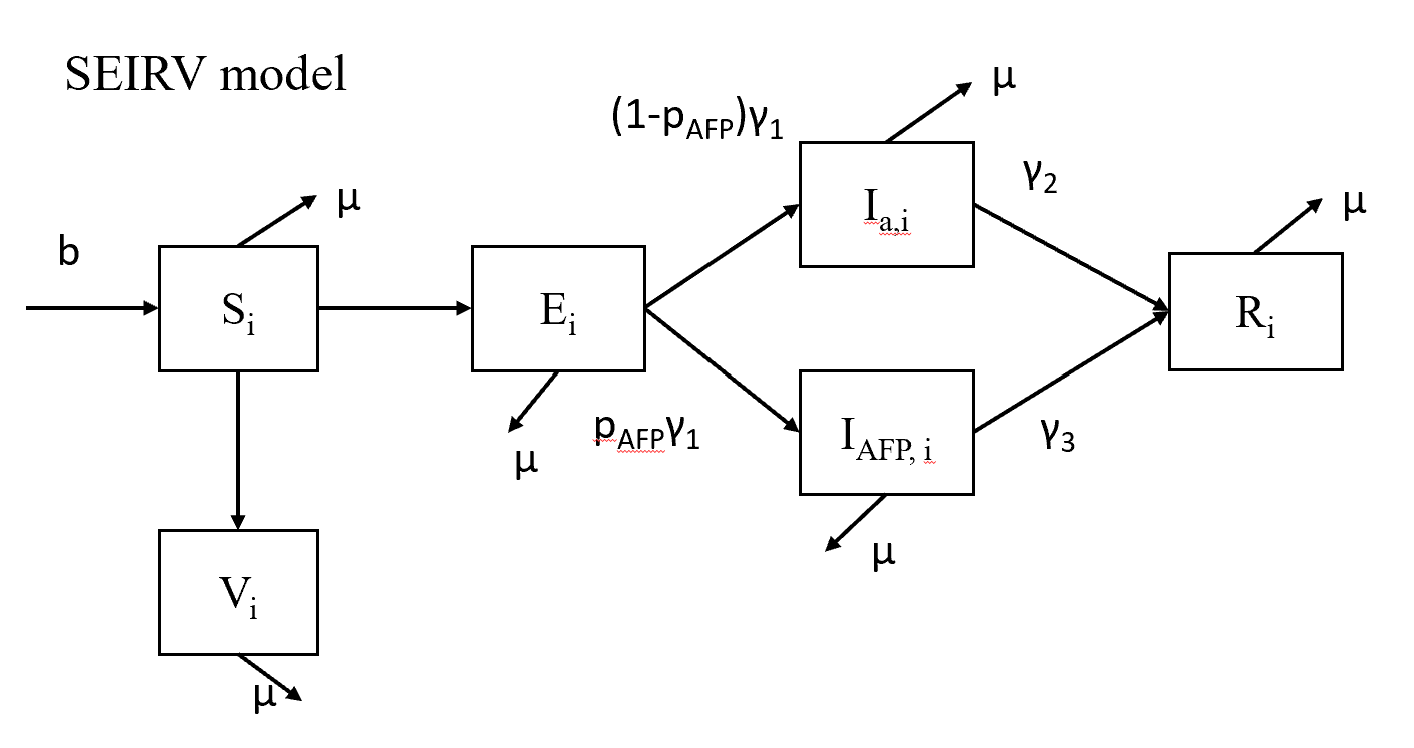 SEIRV model
μ
(1-pAFP)γ1
Ia,i
γ2
μ
b
μ
Si
Ei
Ri
pAFPγ1
IAFP, i
γ3
μ
μ
Vi
μ